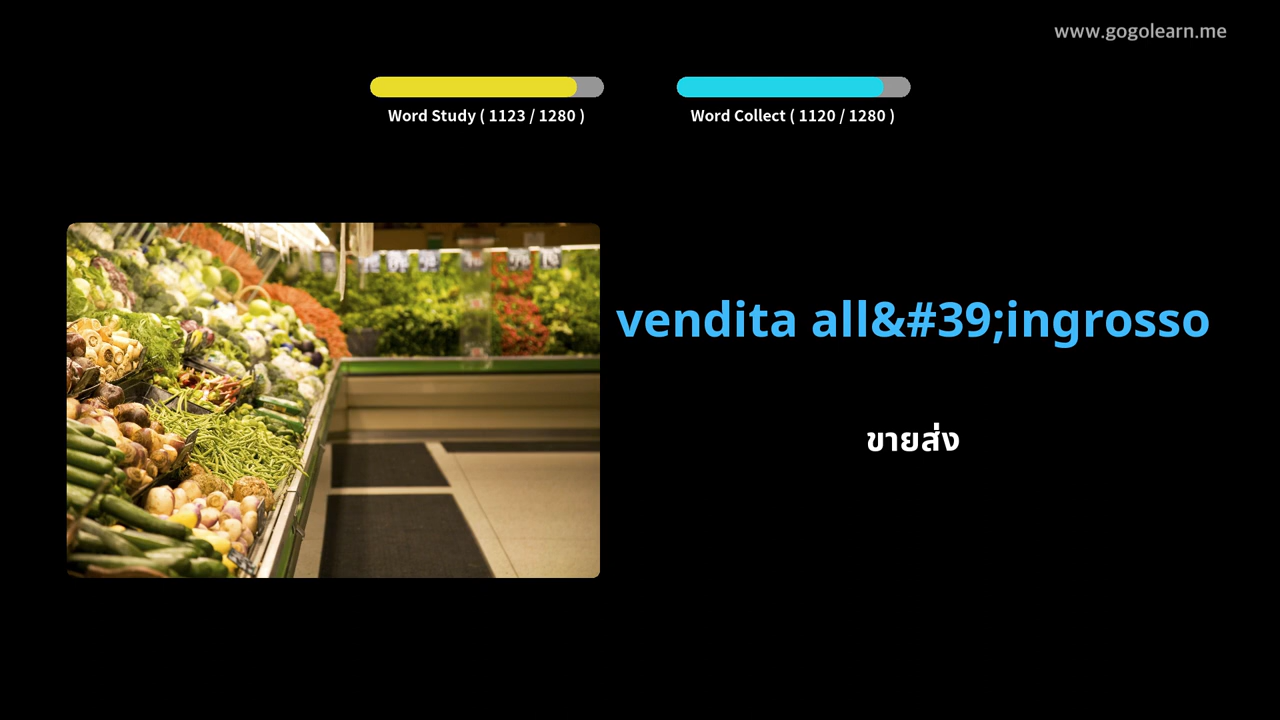 www.gogolearn.me
Word Study ( 1123 / 1280 )
Word Collect ( 1120 / 1280 )
vendita all&#39;ingrosso
ขายส่ง